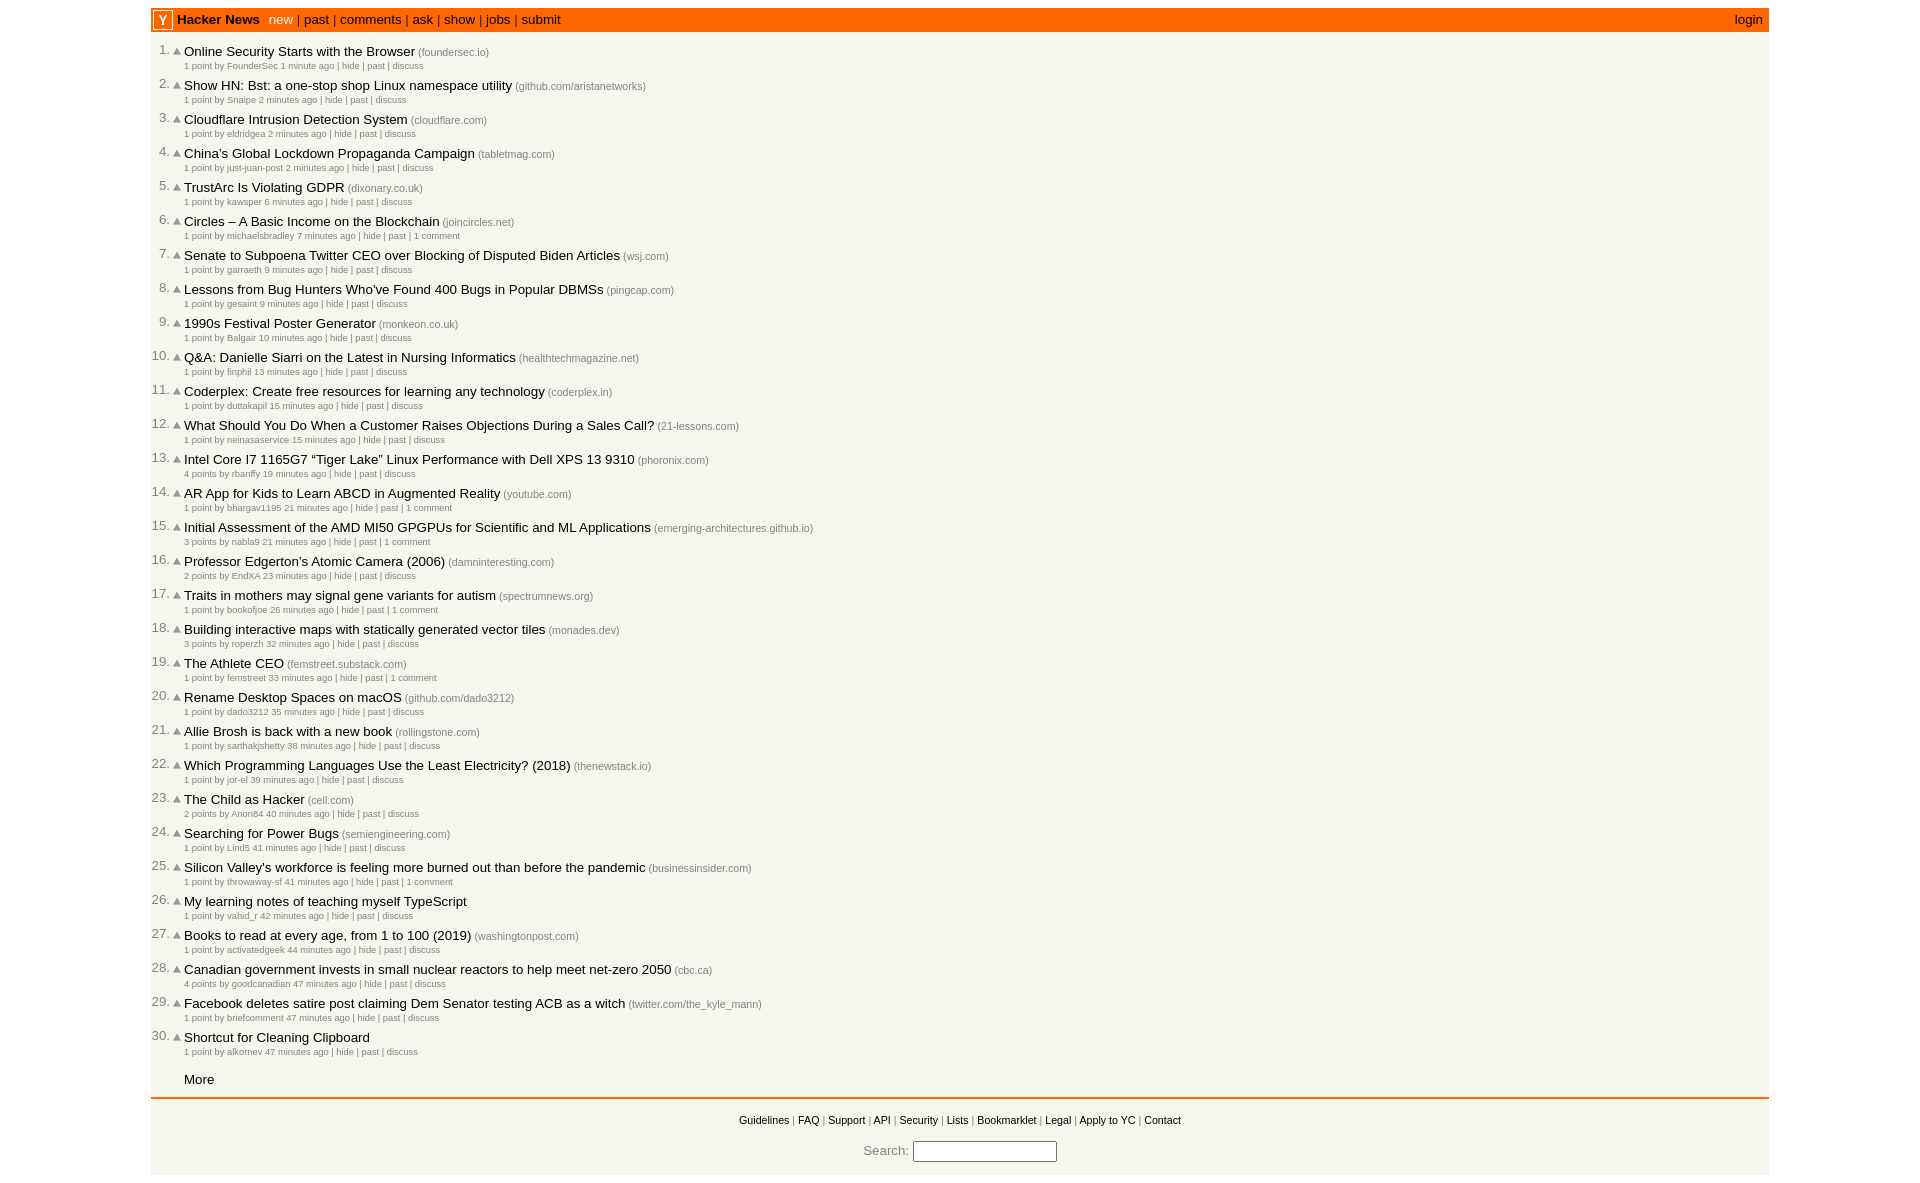 Y Hacker News new | past | comments | ask | show | jobs | submit login
1. Online Security Starts with the Browser (foundersec.io)
1 point by FounderSec 1 minute ago | hide | past | discuss
2. Show HN: Bst: a one-stop shop Linux namespace utility (github.com/aristanetworks)
1 point by Snaipe 2 minutes ago | hide | past | discuss
3. Cloudflare Intrusion Detection System (cloudflare.com)
1 point by eldridgea 2 minutes ago | hide | past | discuss
4. China’s Global Lockdown Propaganda Campaign (tabletmag.com)
1 point by just-juan-post 2 minutes ago | hide | past | discuss
5. TrustArc Is Violating GDPR (dixonary.co.uk)
1 point by kawsper 6 minutes ago | hide | past | discuss
6. Circles – A Basic Income on the Blockchain (joincircles.net)
1 point by michaelsbradley 7 minutes ago | hide | past | 1 comment
7. Senate to Subpoena Twitter CEO over Blocking of Disputed Biden Articles (wsj.com)
1 point by garraeth 9 minutes ago | hide | past | discuss
8. Lessons from Bug Hunters Who've Found 400 Bugs in Popular DBMSs (pingcap.com)
1 point by gesaint 9 minutes ago | hide | past | discuss
9. 1990s Festival Poster Generator (monkeon.co.uk)
1 point by Balgair 10 minutes ago | hide | past | discuss
10. Q&A: Danielle Siarri on the Latest in Nursing Informatics (healthtechmagazine.net)
1 point by finphil 13 minutes ago | hide | past | discuss
11. Coderplex: Create free resources for learning any technology (coderplex.in)
1 point by duttakapil 15 minutes ago | hide | past | discuss
12. What Should You Do When a Customer Raises Objections During a Sales Call? (21-lessons.com)
1 point by neinasaservice 15 minutes ago | hide | past | discuss
13. Intel Core I7 1165G7 “Tiger Lake” Linux Performance with Dell XPS 13 9310 (phoronix.com)
4 points by rbanffy 19 minutes ago | hide | past | discuss
14. AR App for Kids to Learn ABCD in Augmented Reality (youtube.com)
1 point by bhargav1195 21 minutes ago | hide | past | 1 comment
15. Initial Assessment of the AMD MI50 GPGPUs for Scientific and ML Applications (emerging-architectures.github.io)
3 points by nabla9 21 minutes ago | hide | past | 1 comment
16. Professor Edgerton’s Atomic Camera (2006) (damninteresting.com)
2 points by EndXA 23 minutes ago | hide | past | discuss
17. Traits in mothers may signal gene variants for autism (spectrumnews.org)
1 point by bookofjoe 26 minutes ago | hide | past | 1 comment
18. Building interactive maps with statically generated vector tiles (monades.dev)
3 points by roperzh 32 minutes ago | hide | past | discuss
19. The Athlete CEO (femstreet.substack.com)
1 point by femstreet 33 minutes ago | hide | past | 1 comment
20. Rename Desktop Spaces on macOS (github.com/dado3212)
1 point by dado3212 35 minutes ago | hide | past | discuss
21. Allie Brosh is back with a new book (rollingstone.com)
1 point by sarthakjshetty 38 minutes ago | hide | past | discuss
22. Which Programming Languages Use the Least Electricity? (2018) (thenewstack.io)
1 point by jor-el 39 minutes ago | hide | past | discuss
23. The Child as Hacker (cell.com)
2 points by Anon84 40 minutes ago | hide | past | discuss
24. Searching for Power Bugs (semiengineering.com)
1 point by Lind5 41 minutes ago | hide | past | discuss
25. Silicon Valley's workforce is feeling more burned out than before the pandemic (businessinsider.com)
1 point by throwaway-sf 41 minutes ago | hide | past | 1 comment
26. My learning notes of teaching myself TypeScript
1 point by vahid_r 42 minutes ago | hide | past | discuss
27. Books to read at every age, from 1 to 100 (2019) (washingtonpost.com)
1 point by activatedgeek 44 minutes ago | hide | past | discuss
28. Canadian government invests in small nuclear reactors to help meet net-zero 2050 (cbc.ca)
4 points by goodcanadian 47 minutes ago | hide | past | discuss
29. Facebook deletes satire post claiming Dem Senator testing ACB as a witch (twitter.com/the_kyle_mann)
1 point by briefcomment 47 minutes ago | hide | past | discuss
30. Shortcut for Cleaning Clipboard
1 point by alkornev 47 minutes ago | hide | past | discuss
More
Guidelines | FAQ | Support | API | Security | Lists | Bookmarklet | Legal | Apply to YC | Contact
Search: